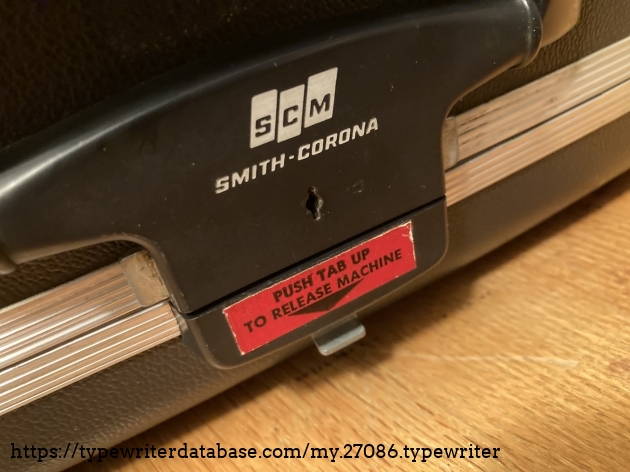 SCM
SMITH-CORONA
PUSH TAB UP
TO RELEASE MACHINE
https://typewriterdatabase.com/my.27086.typewriter